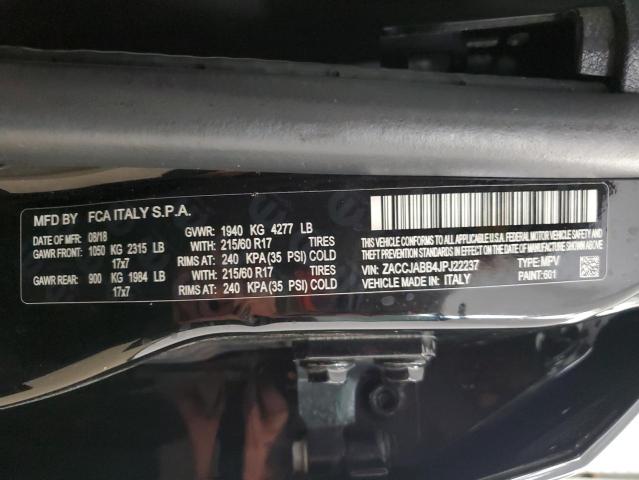 MFD BY FCA ITALY S.P.A.
DATE OF MFD: 08/18 GVWR: 1940 KG 4277 LB
GAWR FRONT: 1050 KG 2315 LB WITH: 215/60 R17 TIRES
17x7 RIMS AT: 240 KPA (35 PSI) COLD
GAWR REAR: 900 KG 1984 LB WITH: 215/60 R17 TIRES
17x7 RIMS AT: 240 KPA (35 PSI) COLD
THIS VEHICLE CONFORMS TO ALL APPLICABLE U.S.A. FEDERAL MOTOR VEHICLE SAFETY, BUMPER AND THEFT
PREVENTION STANDARDS IN EFFECT ON THE DATE OF MANUFACTURE SHOWN ABOVE.
VIN: ZACCJABB4JPJ22237 TYPE: MPV
VEHICLE MADE IN: ITALY PAINT: 601